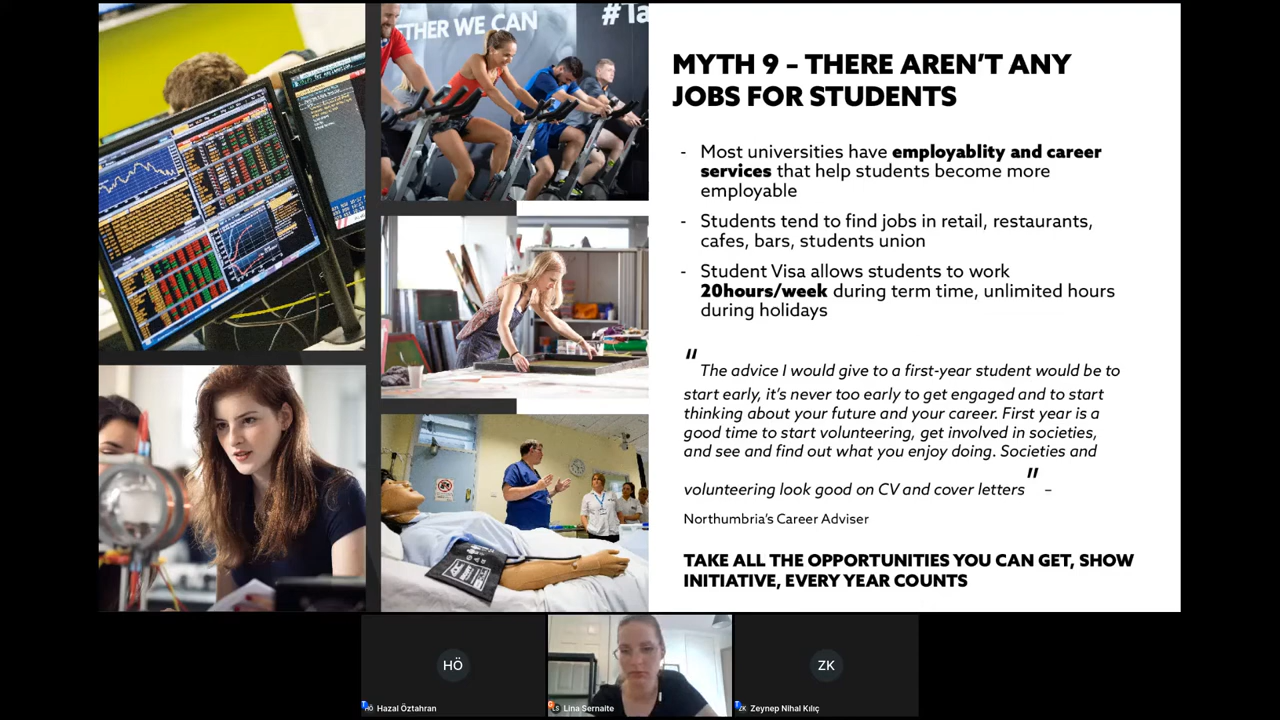 THER WE CAN
#Ta
MYTH 9 – THERE AREN'T ANY
JOBS FOR STUDENTS
- Most universities have employablity and career
services that help students become more
employable
- Students tend to find jobs in retail, restaurants,
cafes, bars, students union
- Student Visa allows students to work
20hours/week during term time, unlimited hours
during holidays
" The advice I would give to a first-year student would be to
start early, it's never too early to get engaged and to start
thinking about your future and your career. First year is a
good time to start volunteering, get involved in societies,
and see and find out what you enjoy doing. Societies and
volunteering look good on CV and cover letters" –
Northumbria's Career Adviser
TAKE ALL THE OPPORTUNITIES YOU CAN GET, SHOW
INITIATIVE, EVERY YEAR COUNTS
HÖ
ZK
HÖ Hazal Öztahran
LS Lina Sernaite
ZK Zeynep Nihal Kılıç